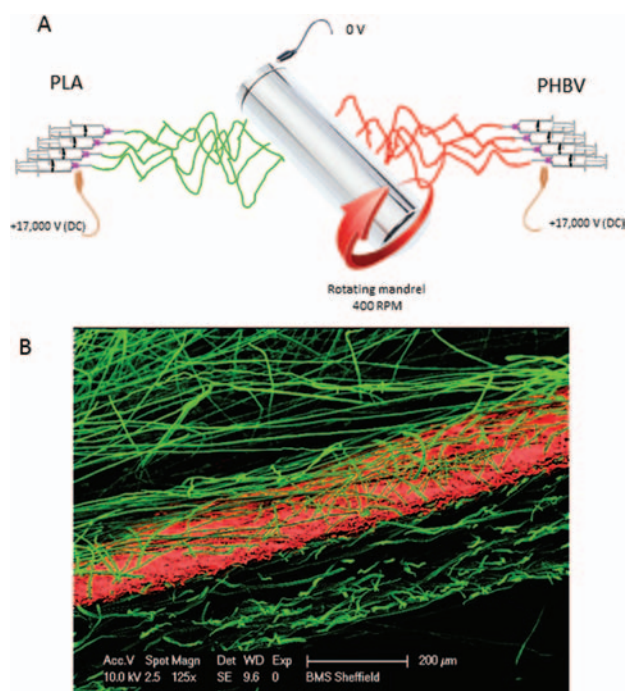 A
0 V
PLA
PHBV
+17,000 V (DC)
+17,000 V (DC)
Rotating mandrel
400 RPM
B
Acc.V Spot Magn Det WD Exp
10.0 kV 2.5 125x SE 9.6 0
200 µm
BMS Sheffield